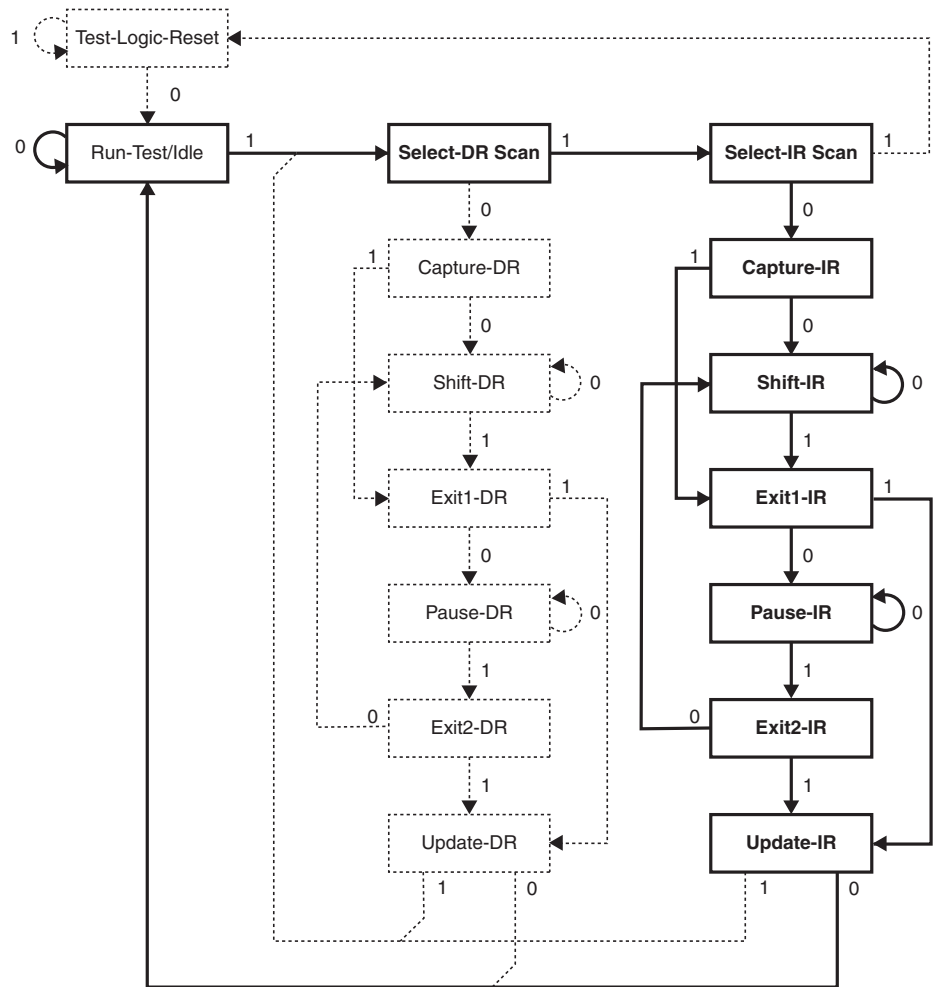 1 Test-Logic-Reset
0
0 Run-Test/Idle 1 Select-DR Scan 1 Select-IR Scan 1
0 0
1 Capture-DR 1 Capture-IR
0 0
Shift-DR 0 Shift-IR 0
1 1
Exit1-DR 1 Exit1-IR 1
0 0
Pause-DR 0 Pause-IR 0
1 1
0 Exit2-DR 0 Exit2-IR
1 1
Update-DR Update-IR
1 0 1 0